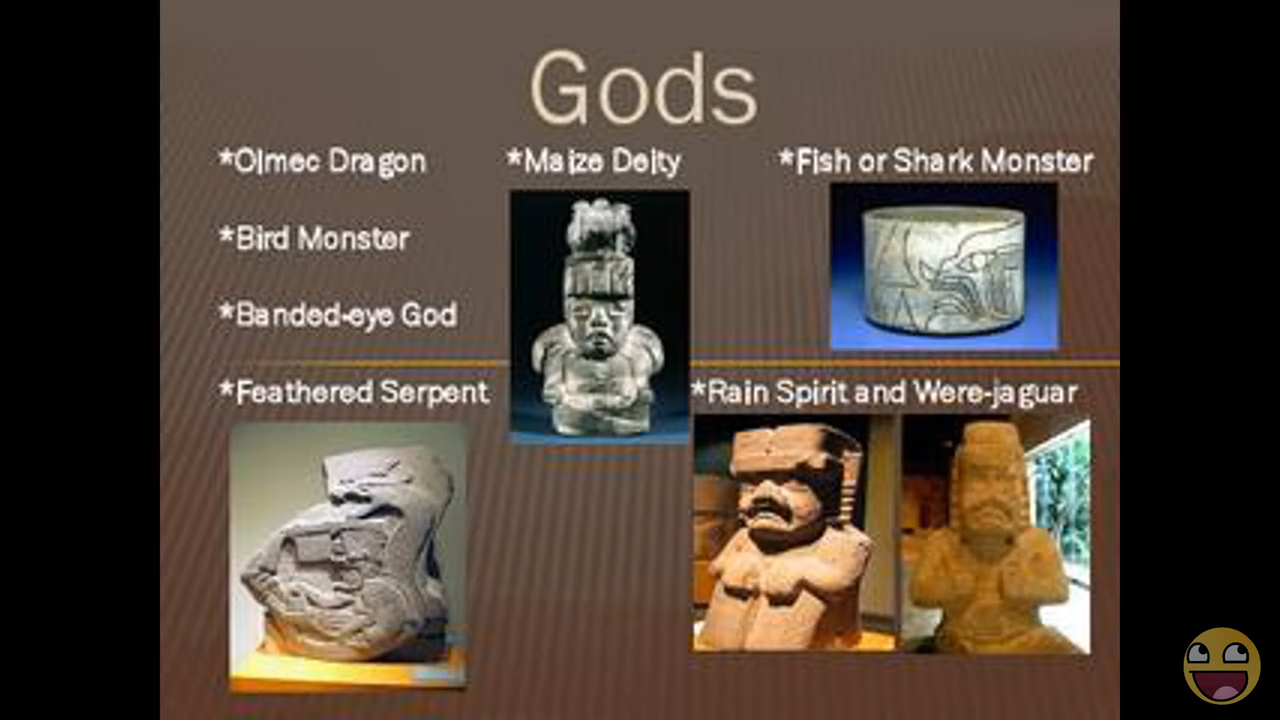 Gods
*Olmec Dragon
*Maize Deity
*Fish or Shark Monster
*Bird Monster
*Banded-eye God
*Feathered Serpent
*Rain Spirit and Were-jaguar